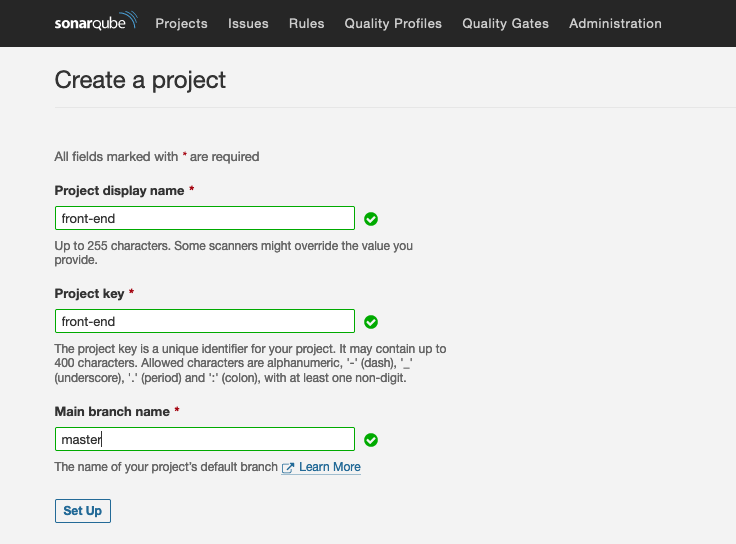 sonarqube Projects Issues Rules Quality Profiles Quality Gates Administration
Create a project
All fields marked with * are required
Project display name *
front-end
Up to 255 characters. Some scanners might override the value you
provide.
Project key *
front-end
The project key is a unique identifier for your project. It may contain up to
400 characters. Allowed characters are alphanumeric, '-' (dash), '_'
(underscore), '.' (period) and ':' (colon), with at least one non-digit.
Main branch name *
master
The name of your project's default branch Learn More
Set Up